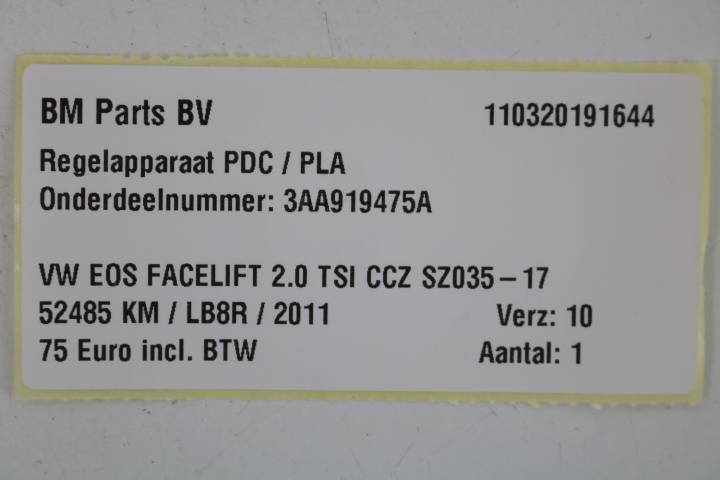 BM Parts BV 110320191644
Regelapparaat PDC / PLA
Onderdeelnummer: 3AA919475A
VW EOS FACELIFT 2.0 TSI CCZ SZ035-17
52485 KM / LB8R / 2011 Verz: 10
75 Euro incl. BTW Aantal: 1